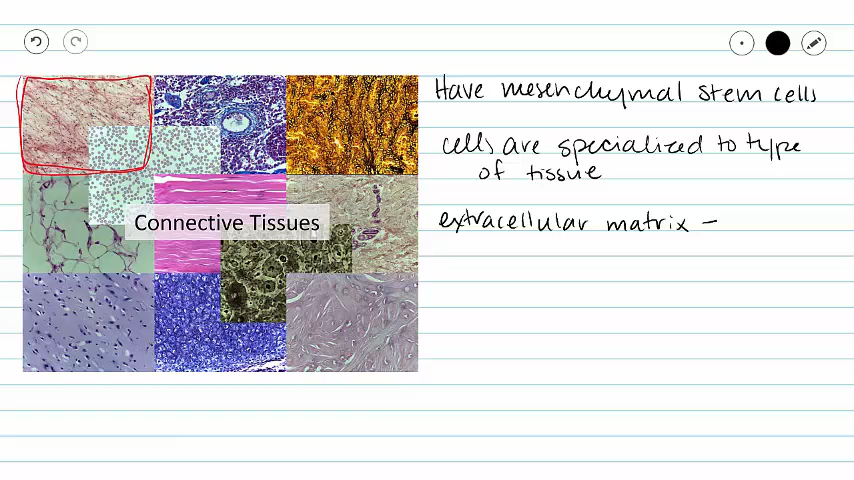 Have mesenchymal stem cells
cells are specialized to type
of tissue
Connective Tissues
extracellular matrix –